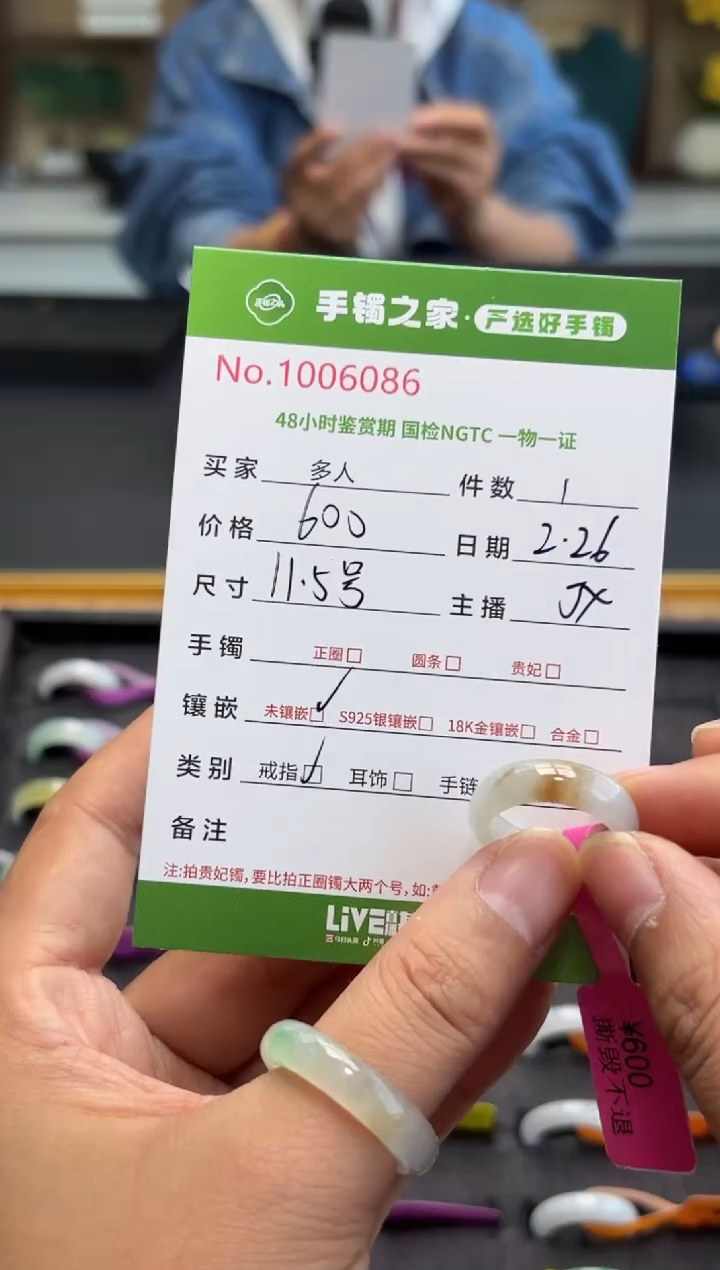 手镯之家·严选好手镯
No.1006086
48小时鉴赏期 国检NGTC 一物一证
买家 多人 件数 1
价格 600 日期 2.26
尺寸 11.5号 主播 JX
手镯 正圈□ 圆条□ 贵妃□
镶嵌 未镶嵌□ S925银镶嵌□ 18K金镶嵌□ 合金□
类别 戒指□ 耳饰□ 手链
备注
注:拍贵妃镯,要比拍正圈镯大两个号,如:
LiVE
¥600
撕毁不退